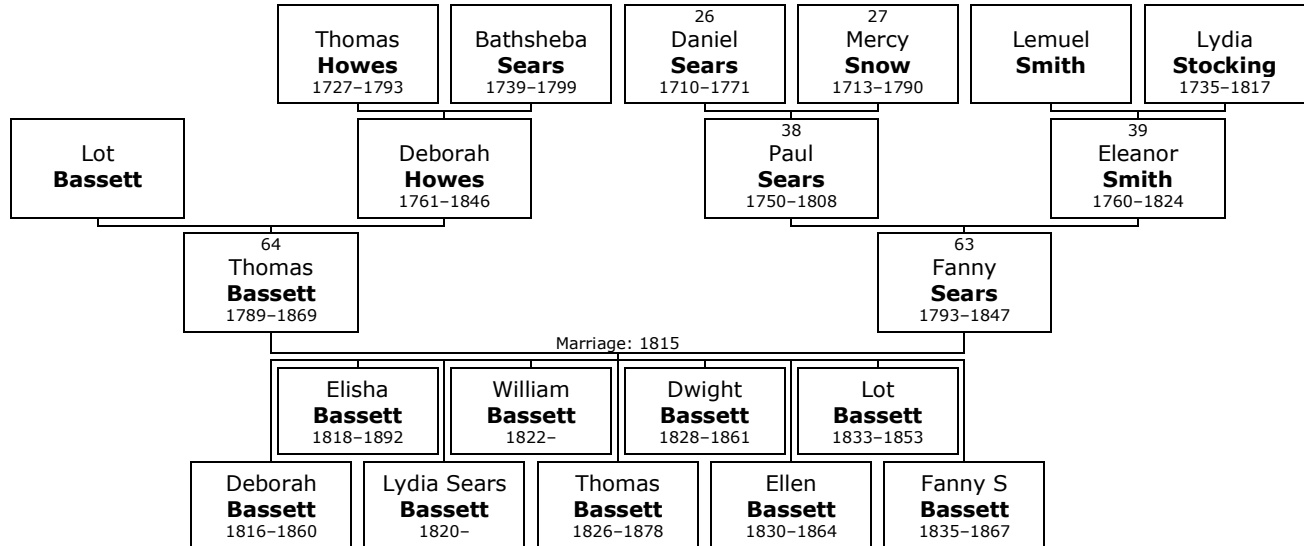 Thomas
Howes
1727–1793
Bathsheba
Sears
1739–1799
26
Daniel
Sears
1710–1771
27
Mercy
Snow
1713–1790
Lemuel
Smith
Lydia
Stocking
1735–1817
Lot
Bassett
Deborah
Howes
1761–1846
38
Paul
Sears
1750–1808
39
Eleanor
Smith
1760–1824
64
Thomas
Bassett
1789–1869
63
Fanny
Sears
1793–1847
Marriage: 1815
Elisha
Bassett
1818–1892
William
Bassett
1822–
Dwight
Bassett
1828–1861
Lot
Bassett
1833–1853
Deborah
Bassett
1816–1860
Lydia Sears
Bassett
1820–
Thomas
Bassett
1826–1878
Ellen
Bassett
1830–1864
Fanny S
Bassett
1835–1867